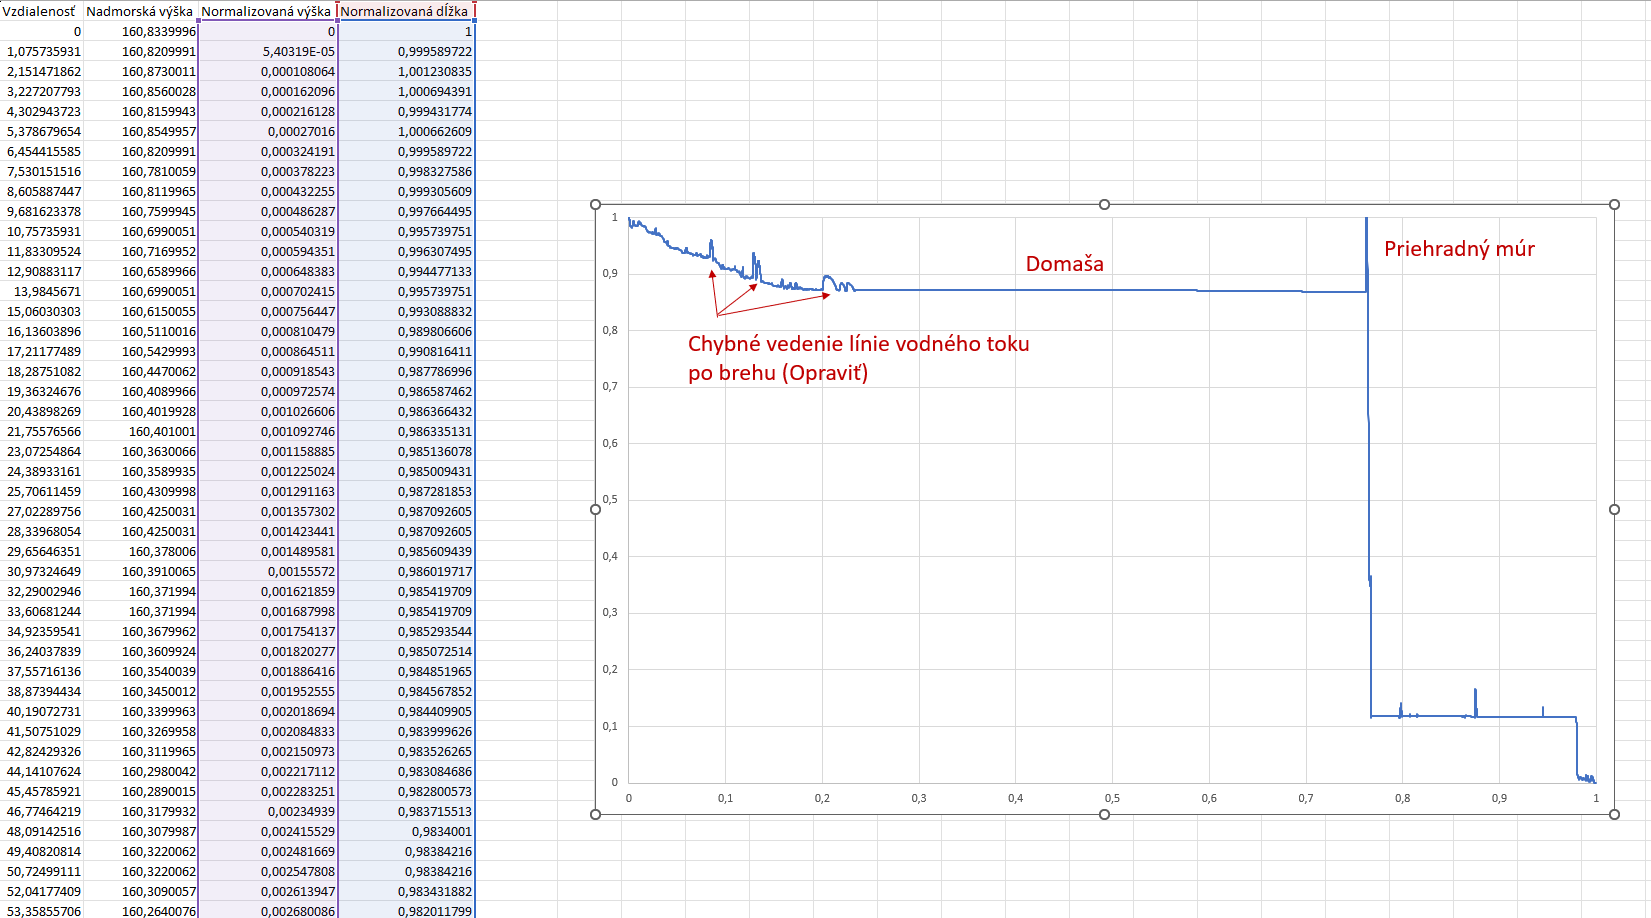 Vzdialenosť Nadmorská výška Normalizovaná výška Normalizovaná dĺžka
0 160,8339996 0 1
1,075735931 160,8209991 5,40319E-05 0,999589722
2,151471862 160,8730011 0,000108064 1,001230835
3,227207793 160,8560028 0,000162096 1,000694391
4,302943723 160,8159943 0,000216128 0,999431774
5,378679654 160,8549957 0,00027016 1,000662609
6,454415585 160,8209991 0,000324191 0,999589722
7,530151516 160,7810059 0,000378223 0,998327586
8,605887447 160,8119965 0,000432255 0,999305609
9,681623378 160,7599945 0,000486287 0,997664495
10,75735931 160,6990051 0,000540319 0,995739751
11,83309524 160,7169952 0,000594351 0,996307495
12,90883117 160,6589966 0,000648383 0,994477133
13,9845671 160,6990051 0,000702415 0,995739751
15,06030303 160,6150055 0,000756447 0,993088832
16,13603896 160,5110016 0,000810479 0,989806606
17,21177489 160,5429993 0,000864511 0,990816411
18,28751082 160,4470062 0,000918543 0,987786996
19,36324676 160,4089966 0,000972574 0,986587462
20,43898269 160,4019928 0,001026606 0,986366432
21,75576566 160,401001 0,001092746 0,986335131
23,07254864 160,3630066 0,001158885 0,985136078
24,38933161 160,3589935 0,001225024 0,985009431
25,70611459 160,4309998 0,001291163 0,987281853
27,02289756 160,4250031 0,001357302 0,987092605
28,33968054 160,4250031 0,001423441 0,987092605
29,65646351 160,378006 0,001489581 0,985609439
30,97324649 160,3910065 0,00155572 0,986019717
32,29002946 160,371994 0,001621859 0,985419709
33,60681244 160,371994 0,001687998 0,985419709
34,92359541 160,3679962 0,001754137 0,985293544
36,24037839 160,3609924 0,001820277 0,985072514
37,55716136 160,3540039 0,001886416 0,984851965
38,87394434 160,3450012 0,001952555 0,984567852
40,19072731 160,3399963 0,002018694 0,984409905
41,50751029 160,3269958 0,002084833 0,983999626
42,82429326 160,3119965 0,002150973 0,983526265
44,14107624 160,2980042 0,002217112 0,983084686
45,45785921 160,2890015 0,002283251 0,982800573
46,77464219 160,3179932 0,00234939 0,983715513
48,09142516 160,3079987 0,002415529 0,9834001
49,40820814 160,3220062 0,002481669 0,98384216
50,72499111 160,3220062 0,002547808 0,98384216
52,04177409 160,3090057 0,002613947 0,983431882
53,35855706 160,2640076 0,002680086 0,982011799
1
0,9
0,8
0,7
0,6
0,5
0,4
0,3
0,2
0,1
0
Domaša
Priehradný múr
Chybné vedenie línie vodného toku
po brehu (Opraviť)
0 0,1 0,2 0,3 0,4 0,5 0,6 0,7 0,8 0,9 1